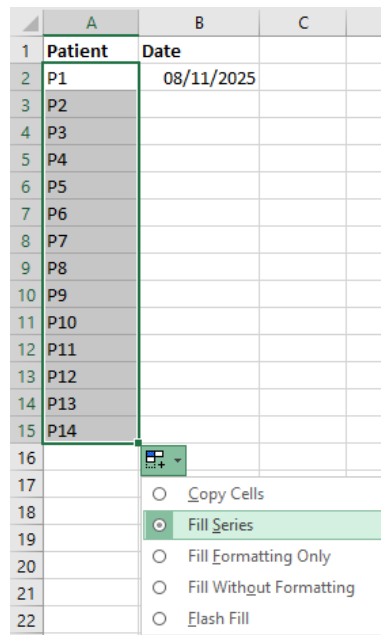 A B C
1 Patient Date
2 P1 08/11/2025
3 P2
4 P3
5 P4
6 P5
7 P6
8 P7
9 P8
10 P9
11 P10
12 P11
13 P12
14 P13
15 P14
16
17 Copy Cells
18 Fill Series
19 Fill Formatting Only
20 Fill Without Formatting
21 Flash Fill
22